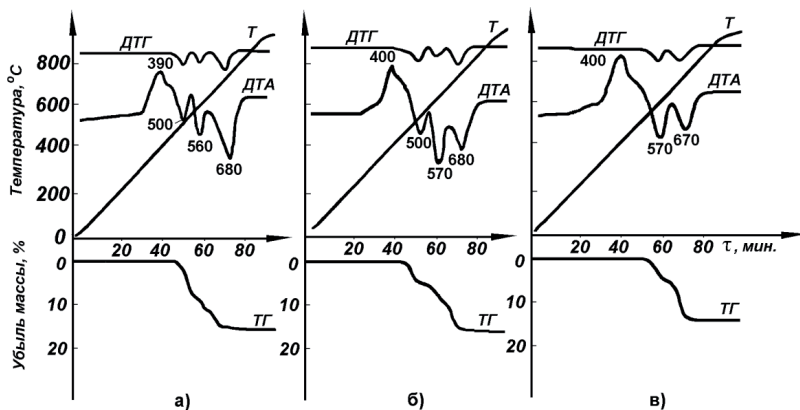 Температура, °C
800
600
400
200
0
ДТГ
390
T
ДТА
500
560
680
20
40
60
80
ДТГ
400
T
ДТА
500
570
680
20
40
60
80
ДТГ
400
T
ДТА
570
670
20
40
60
80
τ, мин.
Убыль массы, %
0
10
20
ТГ
а)
0
10
20
ТГ
б)
0
10
20
ТГ
в)